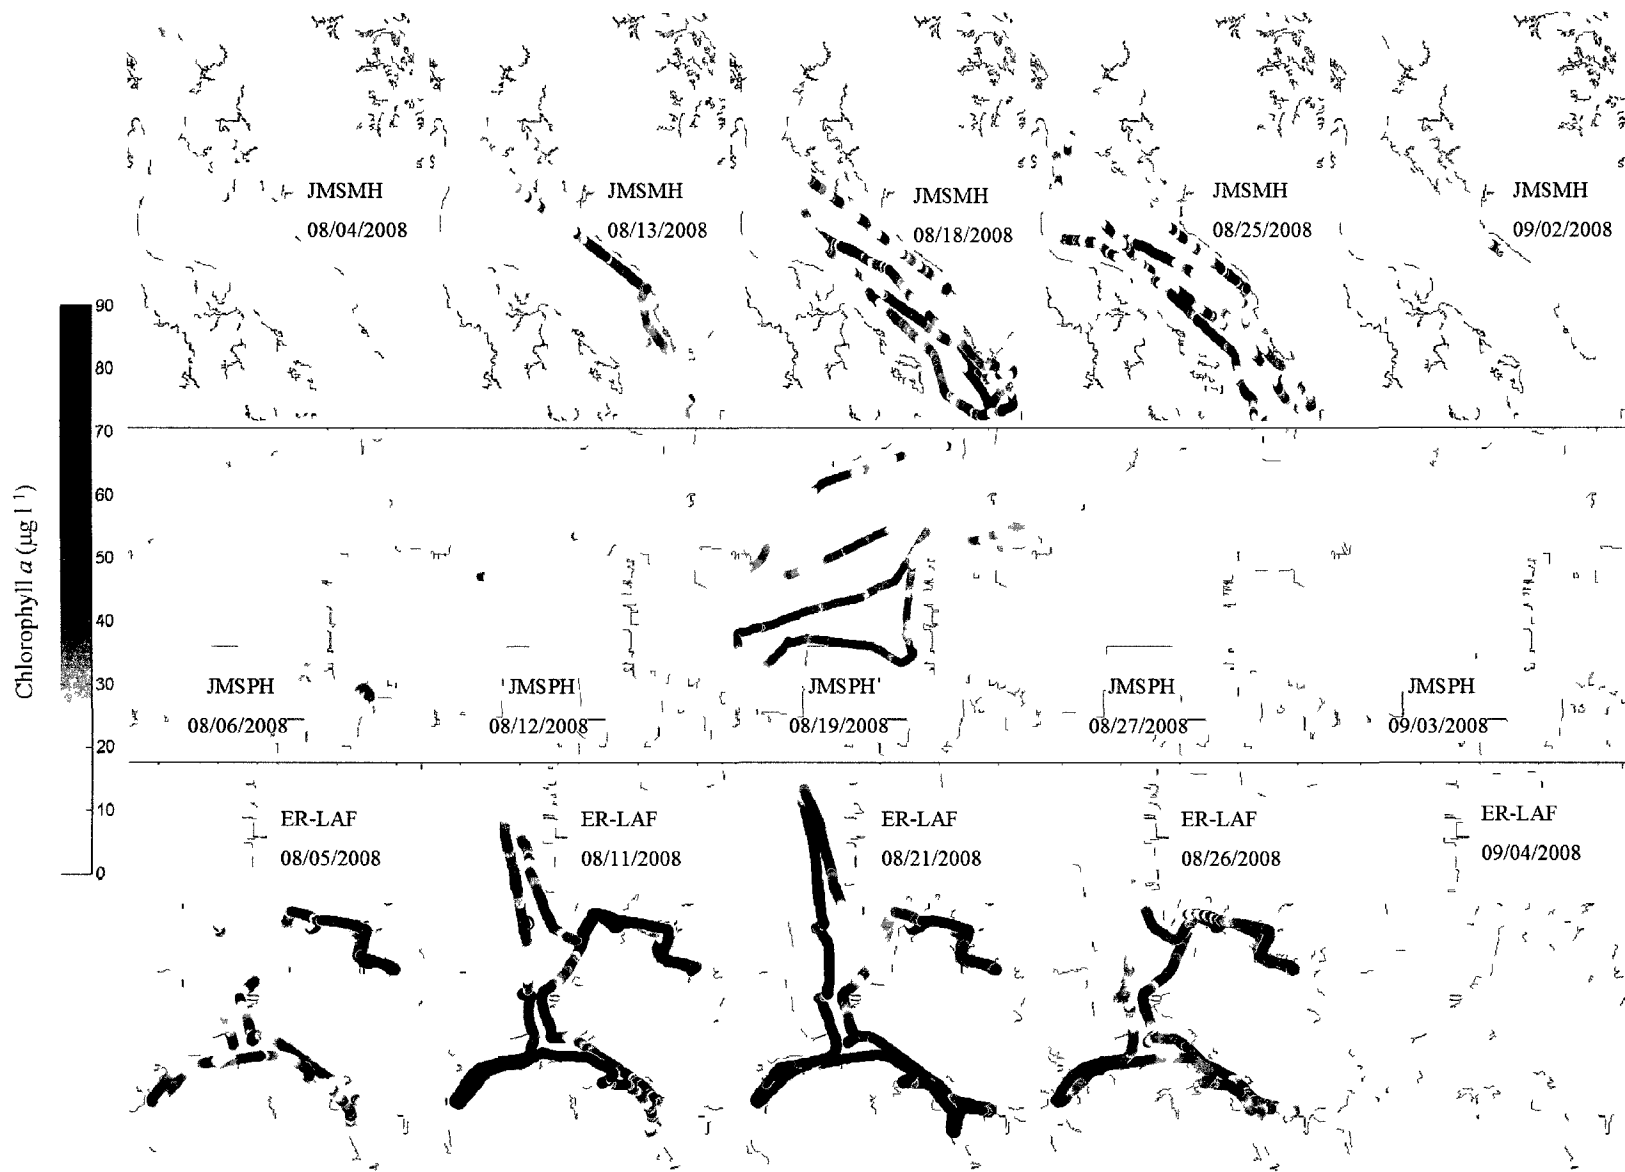 JMSMH
08/04/2008
JMSMH
08/13/2008
JMSMH
08/18/2008
JMSMH
08/25/2008
JMSMH
09/02/2008
Chlorophyll a (µg l⁻¹)
90
80
70
60
50
40
30
20
10
0
JMSPH
08/06/2008
JMSPH
08/12/2008
JMSPH
08/19/2008
JMSPH
08/27/2008
JMSPH
09/03/2008
ER-LAF
08/05/2008
ER-LAF
08/11/2008
ER-LAF
08/21/2008
ER-LAF
08/26/2008
ER-LAF
09/04/2008